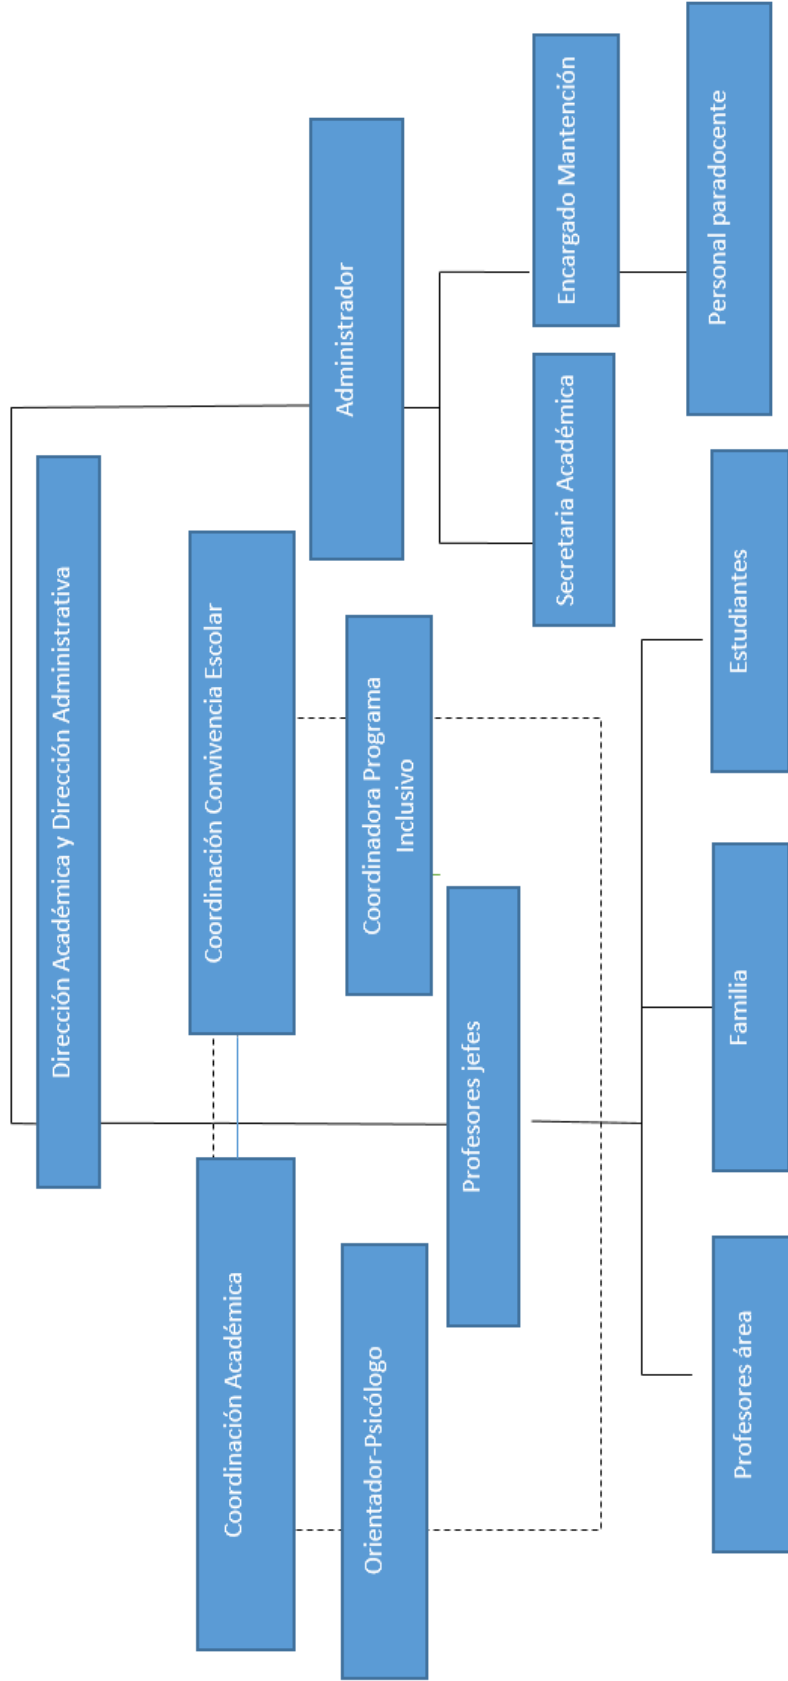 Dirección Académica y Dirección Administrativa
Coordinación Académica
Coordinación Convivencia Escolar
Administrador
Orientador-Psicólogo
Coordinadora Programa
Inclusivo
Profesores jefes
Secretaria Académica
Encargado Mantención
Profesores área
Familia
Estudiantes
Personal paradocente